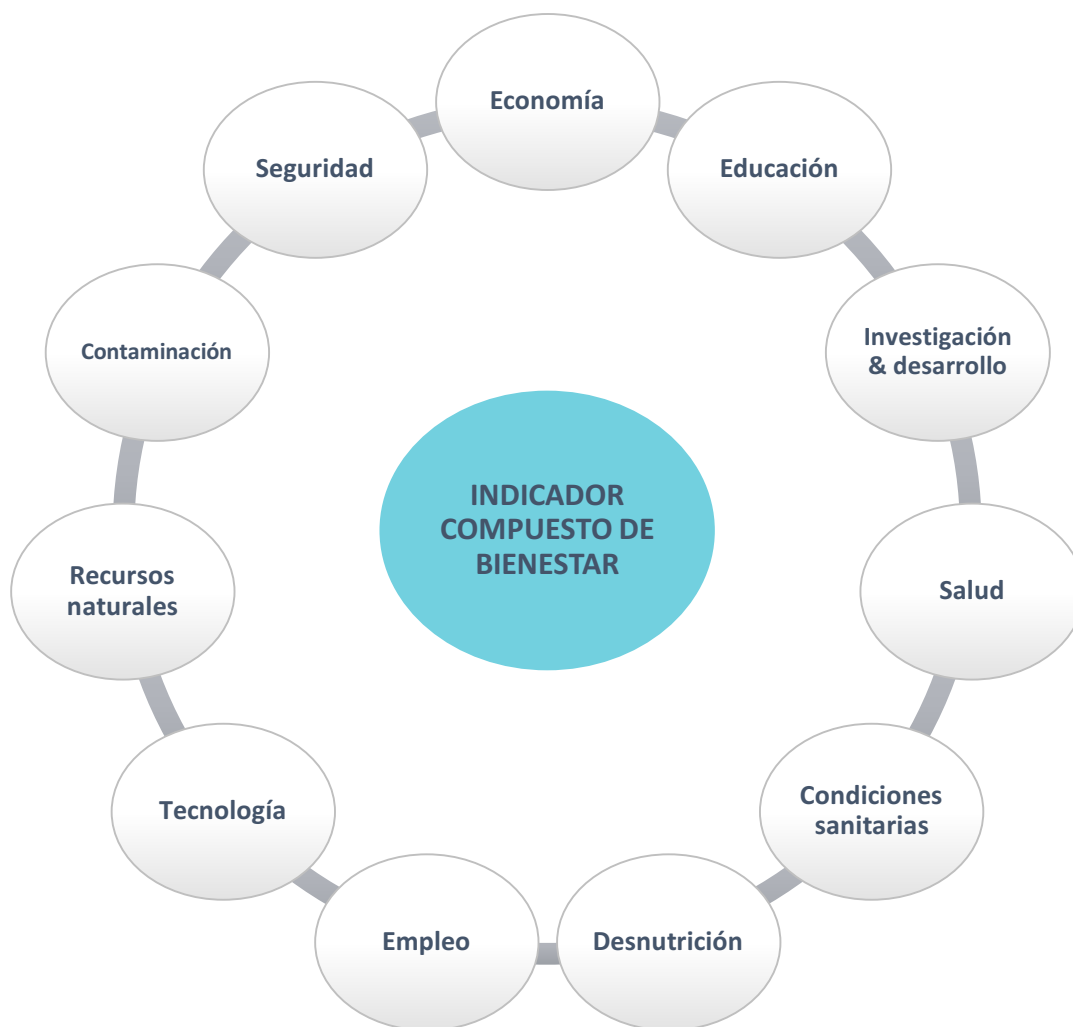 Economía
Educación
Investigación
& desarrollo
Salud
Condiciones
sanitarias
Desnutrición
Empleo
Tecnología
Recursos
naturales
Contaminación
Seguridad
INDICADOR
COMPUESTO DE
BIENESTAR